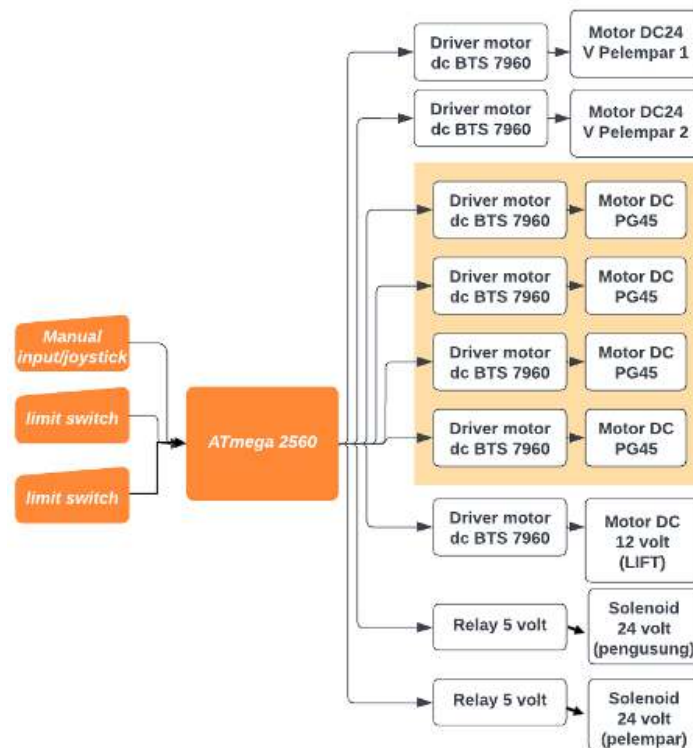 Driver motor
dc BTS 7960
Motor DC24
V Pelempar 1
Driver motor
dc BTS 7960
Motor DC24
V Pelempar 2
Driver motor
dc BTS 7960
Motor DC
PG45
Driver motor
dc BTS 7960
Motor DC
PG45
Manual
input/joystick
Driver motor
dc BTS 7960
Motor DC
PG45
limit switch
ATmega 2560
Driver motor
dc BTS 7960
Motor DC
PG45
limit switch
Driver motor
dc BTS 7960
Motor DC
12 volt
(LIFT)
Relay 5 volt
Solenoid
24 volt
(pengusung)
Relay 5 volt
Solenoid
24 volt
(pelempar)